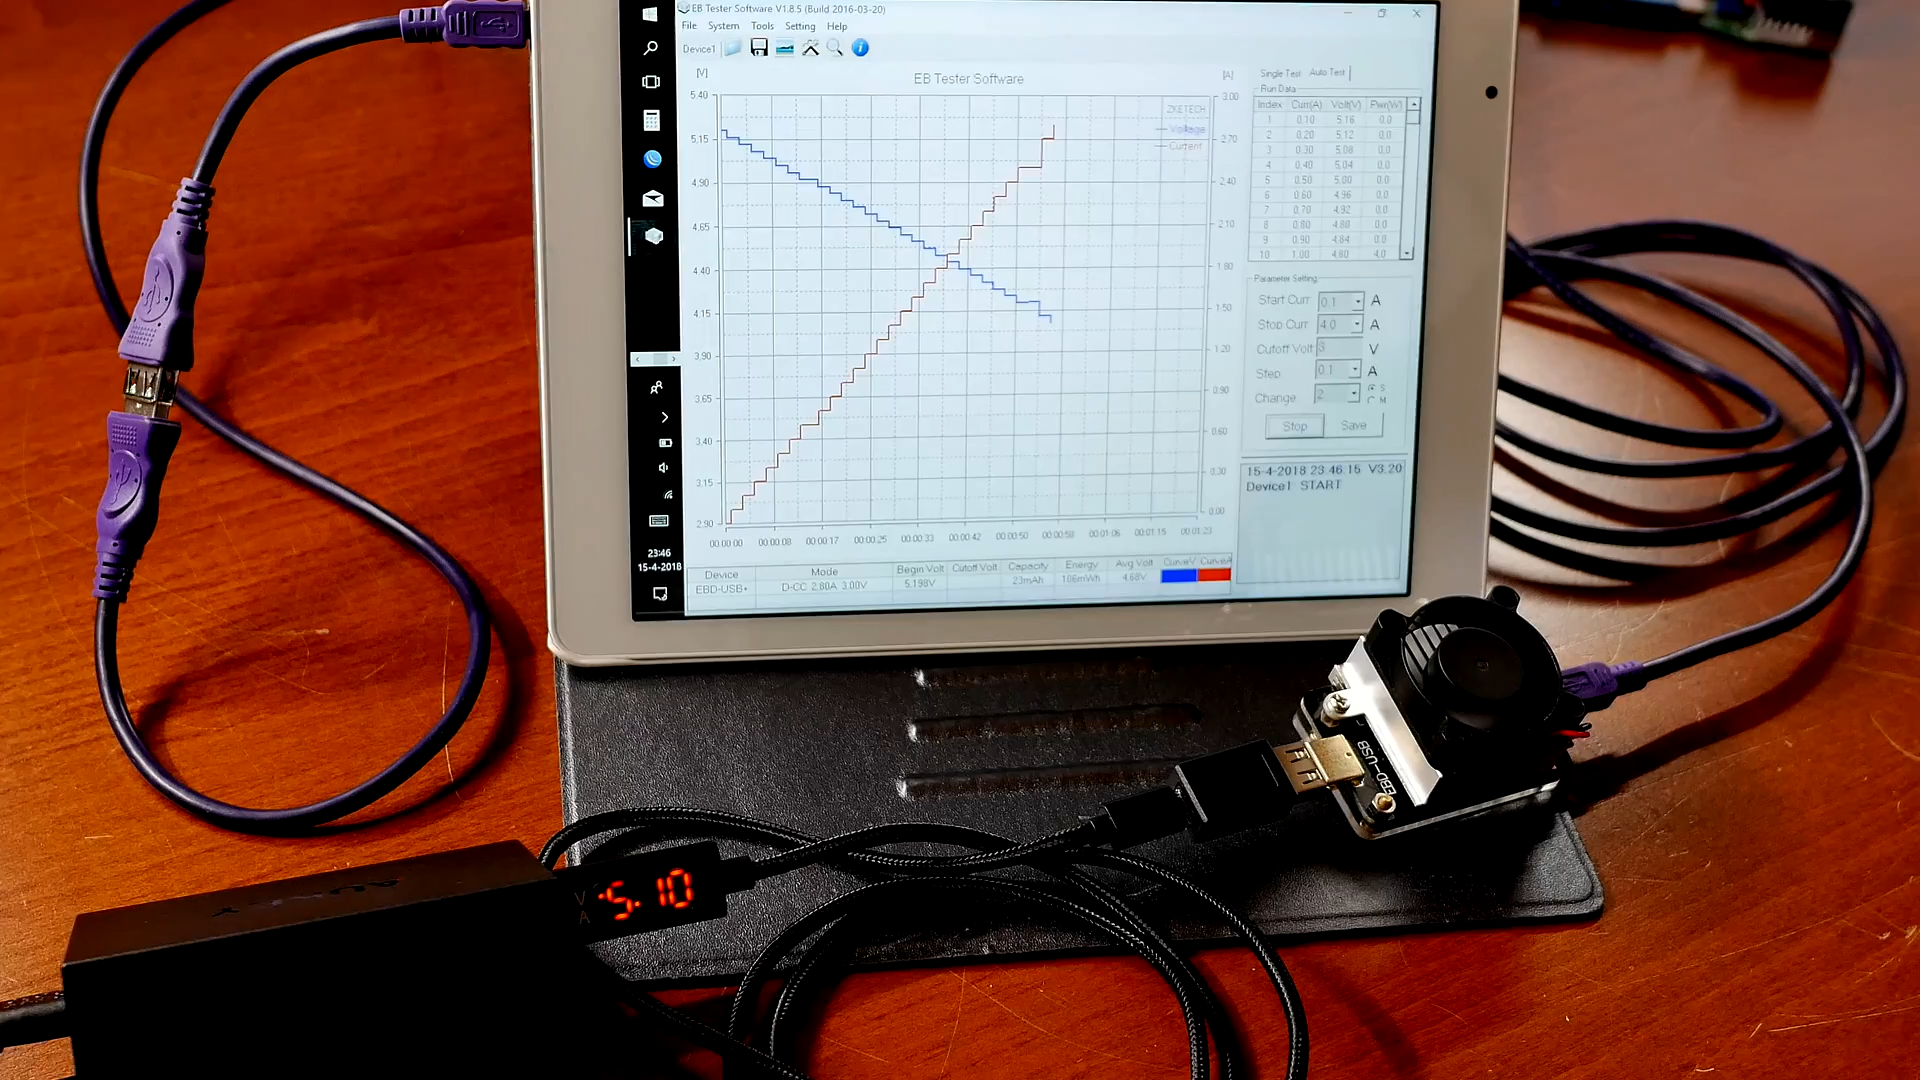 EB Tester Software V1.8.5 (Build 2016-03-20)
File System Tools Setting Help
Device1
[V] EB Tester Software [A]
5.40
5.15
4.90
4.65
4.40
4.15
3.90
3.65
3.40
3.15
2.90
3.00
2.70
2.40
2.10
1.80
1.50
1.20
0.90
0.60
0.30
0.00
ZKETECH
Voltage
Current
00:00:00 00:00:08 00:00:17 00:00:25 00:00:33 00:00:42 00:00:50 00:00:58 00:01:06 00:01:15 00:01:23
Device Mode Begin Volt Cutoff Volt Capacity Energy Avg Volt CurveV CurveA
EBD-USB+ D-CC 2.80A 3.00V 5.198V 23mAh 106mWh 4.68V
Single Test Auto Test
Run Data
Index Curr(A) Volt(V) Pwr(W)
1 0.10 5.16 0.0
2 0.20 5.12 0.0
3 0.30 5.08 0.0
4 0.40 5.04 0.0
5 0.50 5.00 0.0
6 0.60 4.96 0.0
7 0.70 4.92 0.0
8 0.80 4.88 0.0
9 0.90 4.84 0.0
10 1.00 4.80 4.0
Parameter Setting
Start Curr 0.1 A
Stop Curr 4.0 A
Cutoff Volt 3 V
Step 0.1 A
Change 2 S M
Stop Save
15-4-2018 23:46:15 V3.20
Device1 START
23:46
15-4-2018
EBD-USB
V
A
5.10
AUKEY